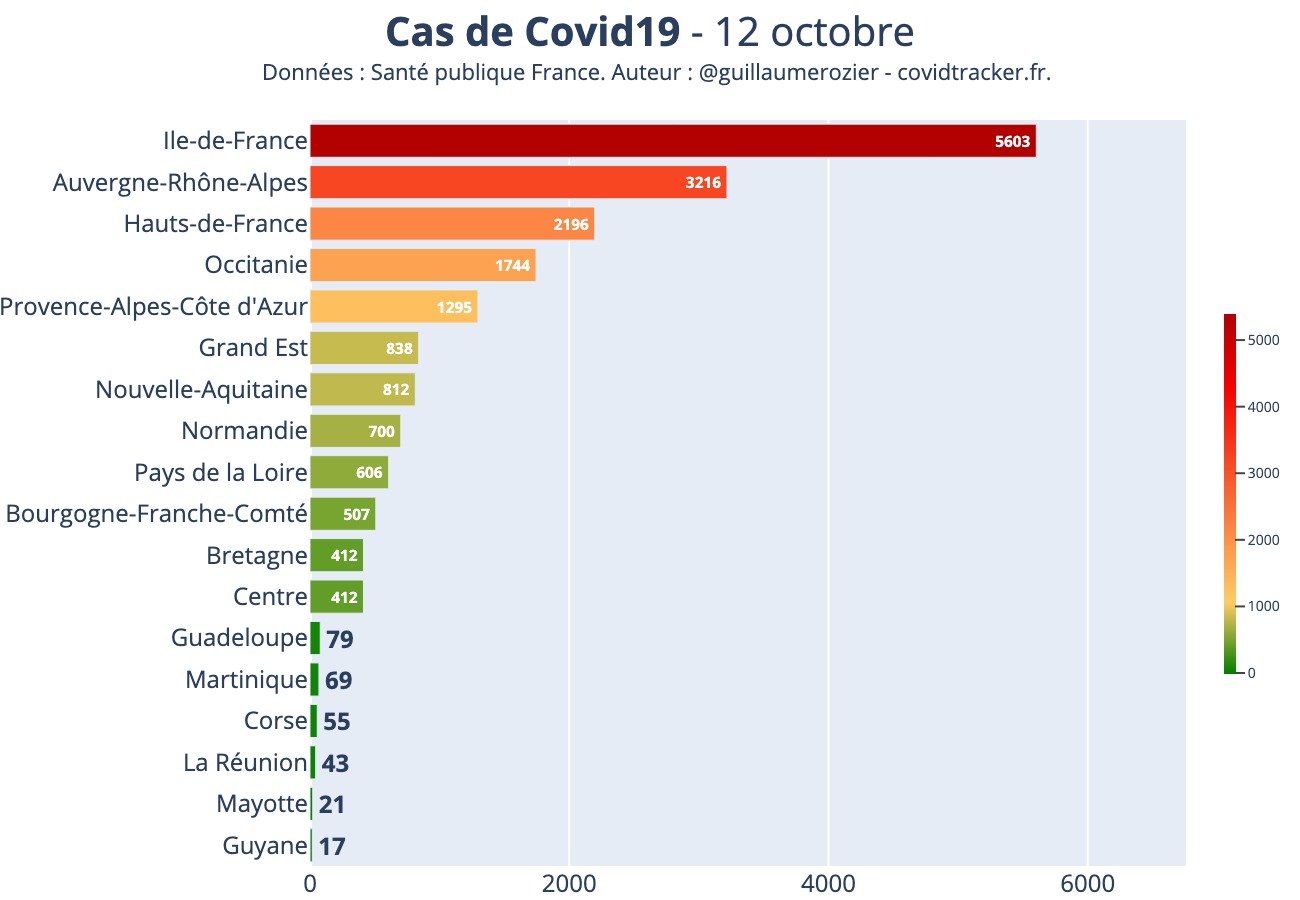 Cas de Covid19 - 12 octobre
Données : Santé publique France. Auteur : @guillaumerozier - covidtracker.fr.
Ile-de-France 5603
Auvergne-Rhône-Alpes 3216
Hauts-de-France 2196
Occitanie 1744
Provence-Alpes-Côte d'Azur 1295
Grand Est 838
Nouvelle-Aquitaine 812
Normandie 700
Pays de la Loire 606
Bourgogne-Franche-Comté 507
Bretagne 412
Centre 412
Guadeloupe 79
Martinique 69
Corse 55
La Réunion 43
Mayotte 21
Guyane 17
0 2000 4000 6000
5000
4000
3000
2000
1000
0